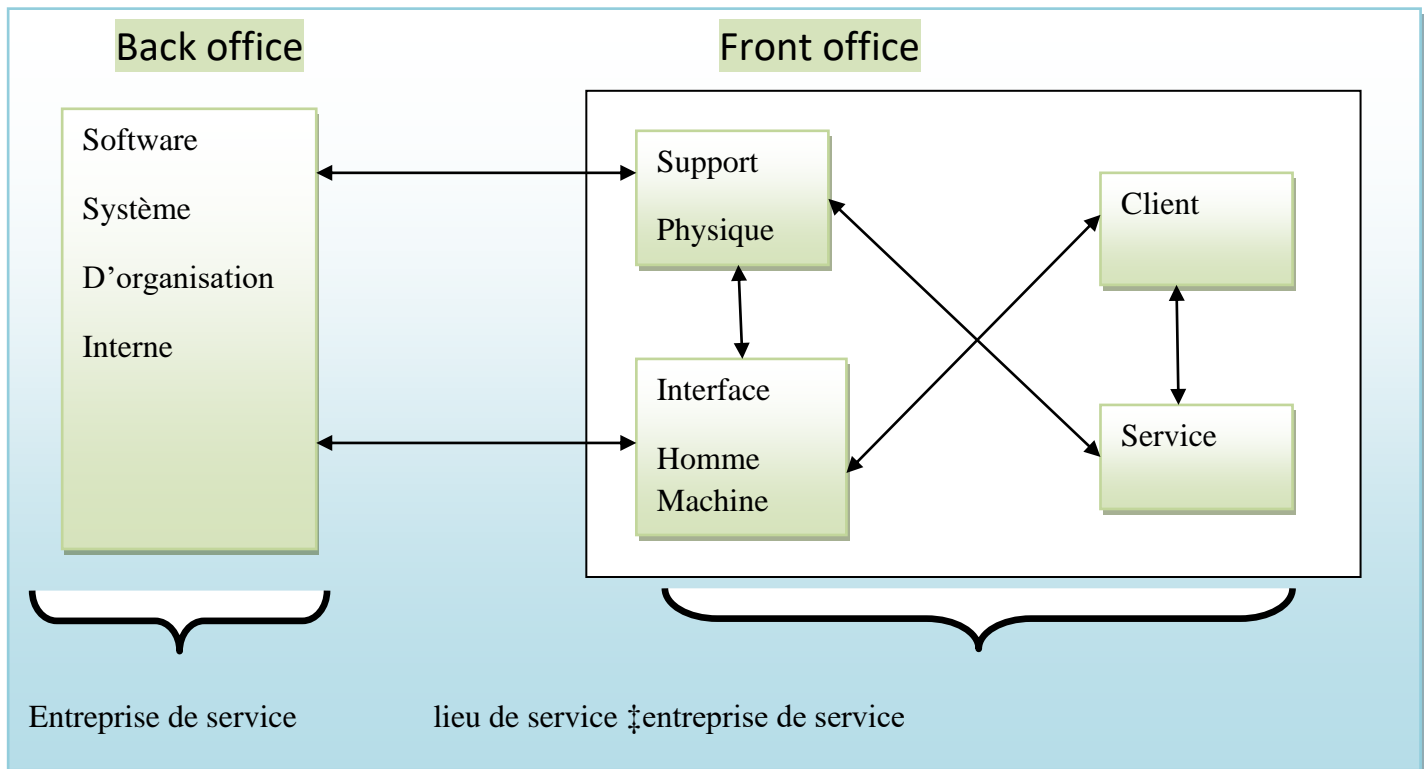 Back office
Front office
Software
Système
D’organisation
Interne
Support
Physique
Interface
Homme
Machine
Client
Service
Entreprise de service
lieu de service ‡entreprise de service